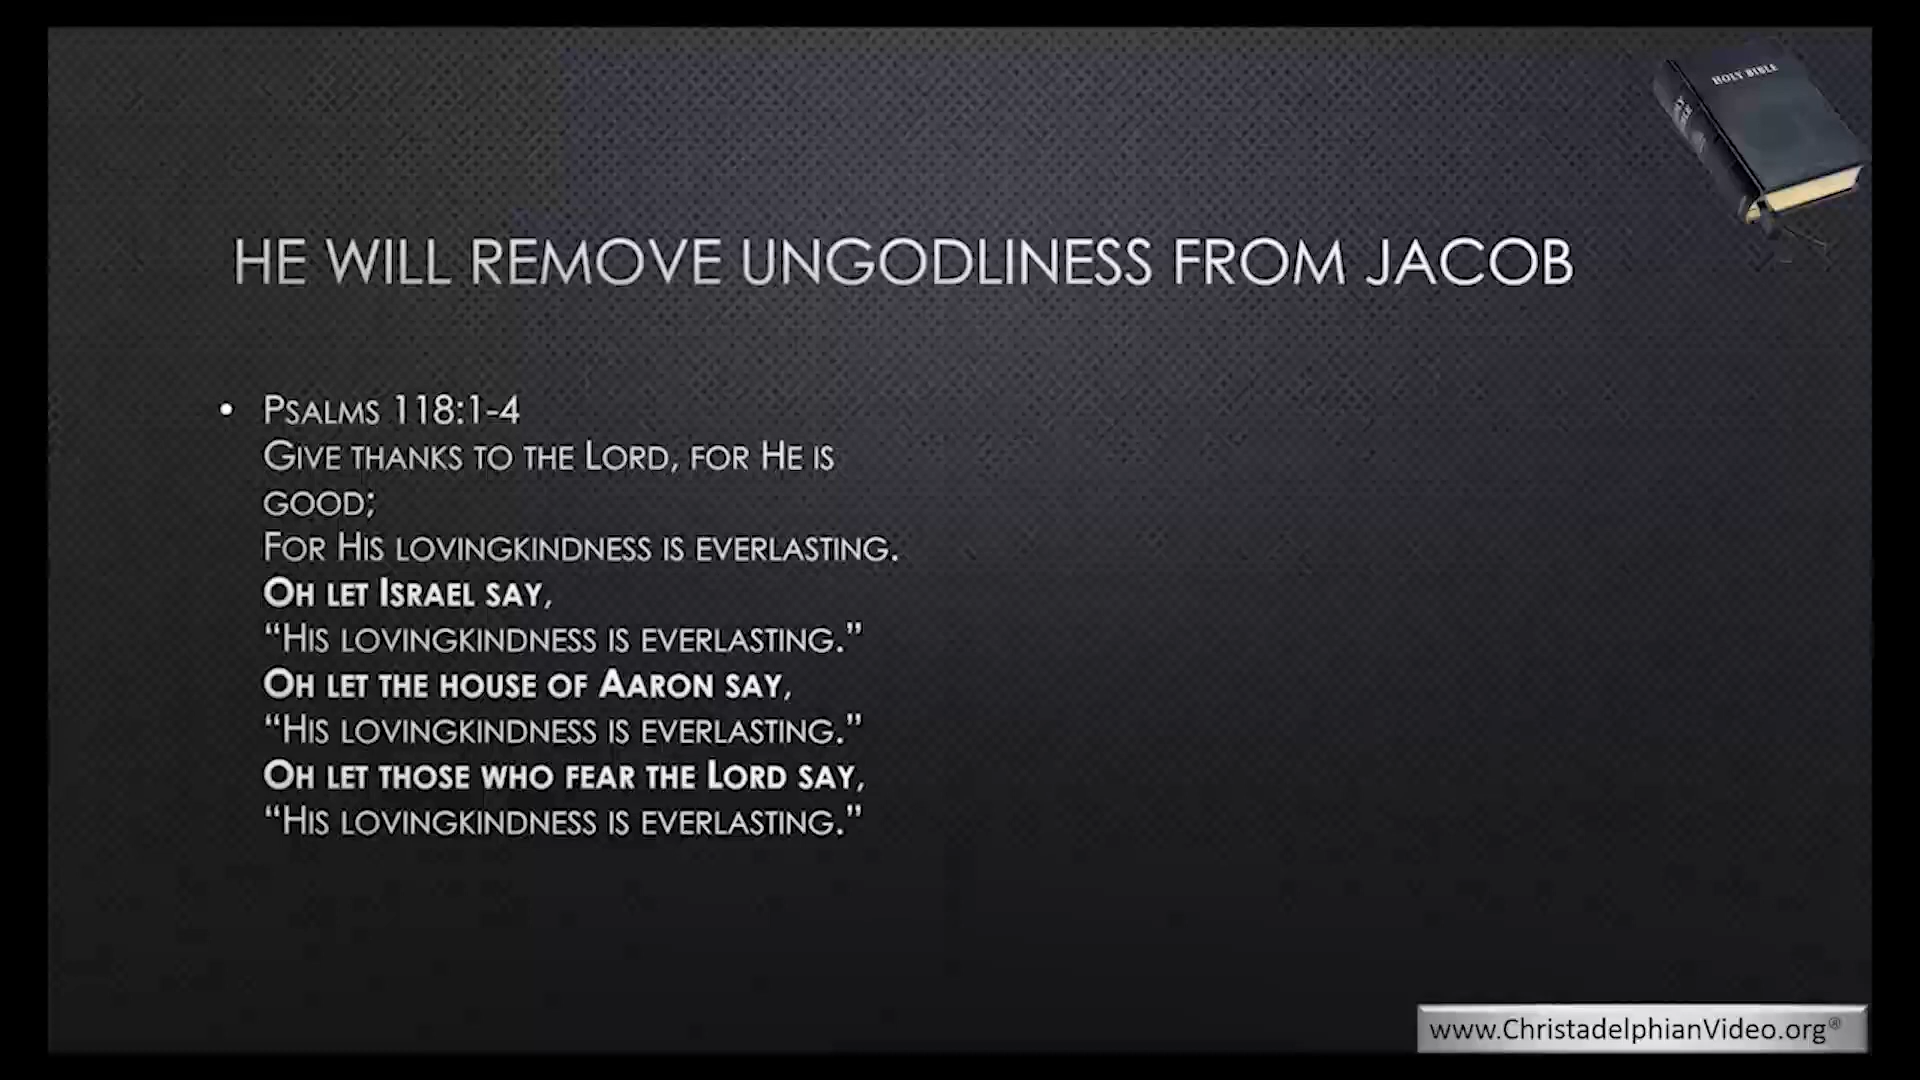 HOLY BIBLE
HE WILL REMOVE UNGODLINESS FROM JACOB
• PSALMS 118:1-4
GIVE THANKS TO THE LORD, FOR HE IS
GOOD;
FOR HIS LOVINGKINDNESS IS EVERLASTING.
OH LET ISRAEL SAY,
“HIS LOVINGKINDNESS IS EVERLASTING.”
OH LET THE HOUSE OF AARON SAY,
“HIS LOVINGKINDNESS IS EVERLASTING.”
OH LET THOSE WHO FEAR THE LORD SAY,
“HIS LOVINGKINDNESS IS EVERLASTING.”
www.ChristadelphianVideo.org®